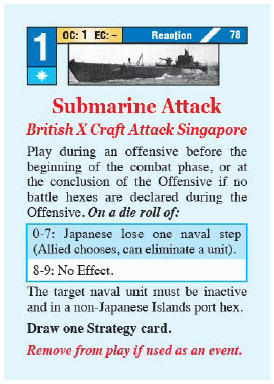 1 OC: 1 EC: – Reaction 78
Submarine Attack
British X Craft Attack Singapore
Play during an offensive before the
beginning of the combat phase, or at
the conclusion of the Offensive if no
battle hexes are declared during the
Offensive. On a die roll of:
0-7: Japanese lose one naval step
(Allied chooses, can eliminate a unit).
8-9: No Effect.
The target naval unit must be inactive
and in a non-Japanese Islands port hex.
Draw one Strategy card.
Remove from play if used as an event.